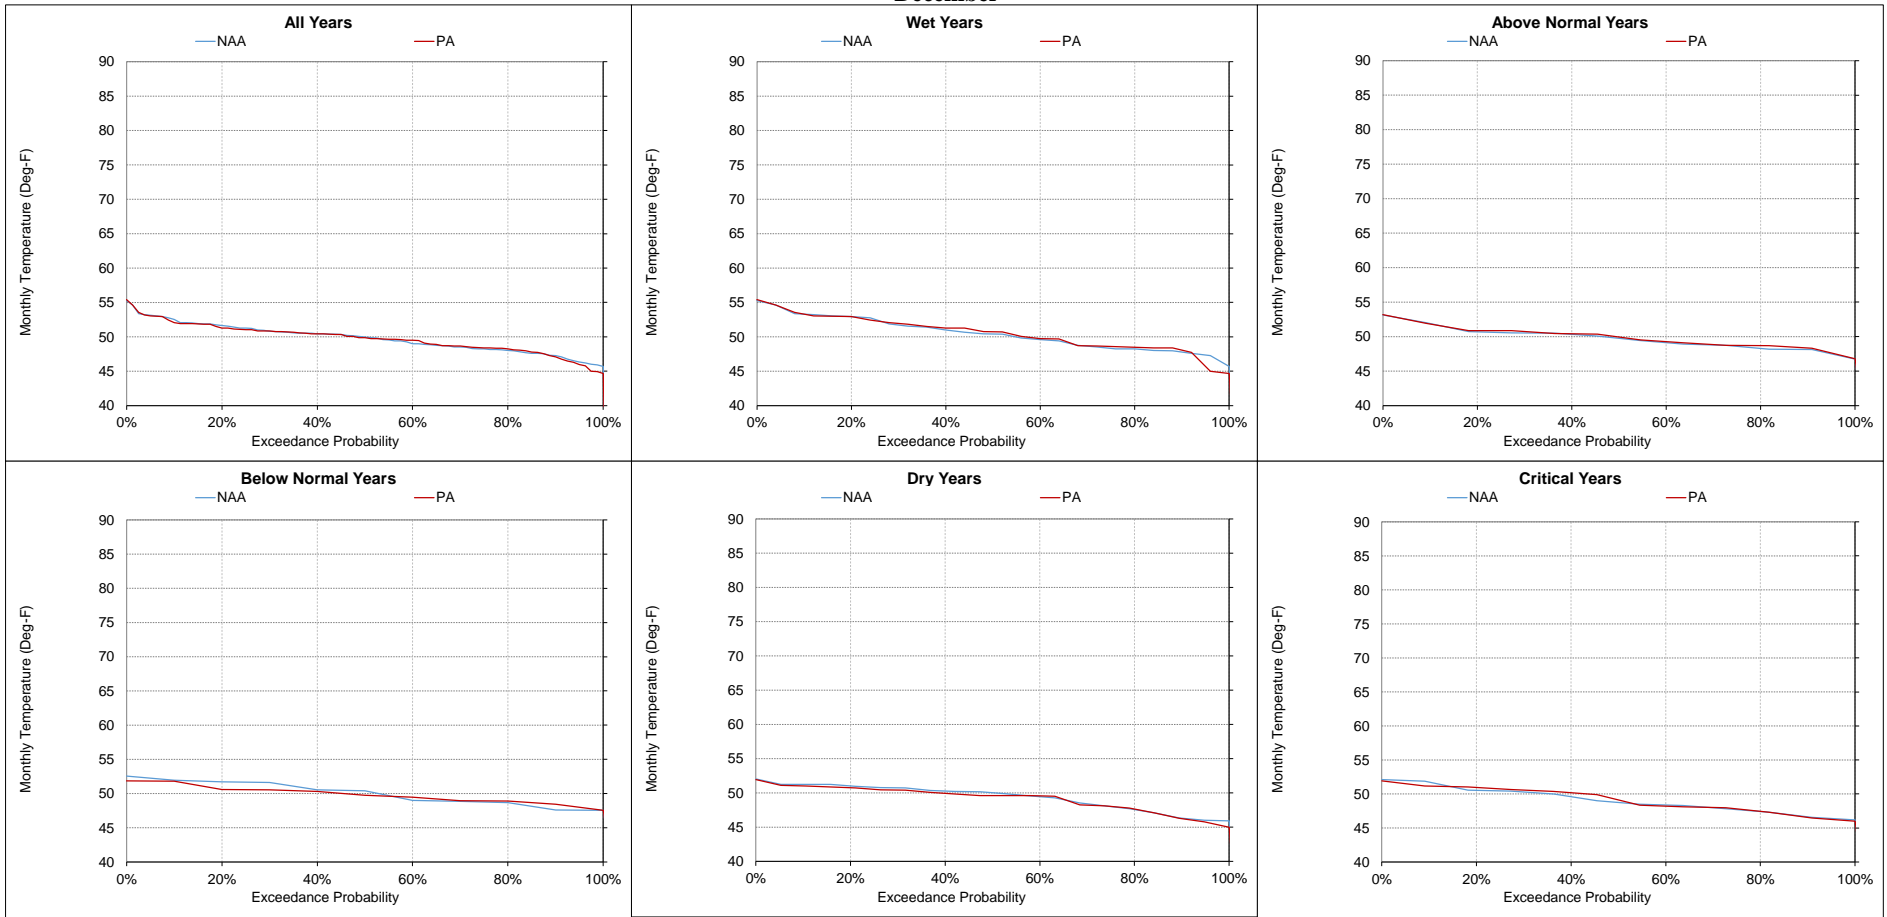 December
All Years
NAA PA
Monthly Temperature (Deg-F)
90
85
80
75
70
65
60
55
50
45
40
0% 20% 40% 60% 80% 100%
Exceedance Probability
Wet Years
NAA PA
Monthly Temperature (Deg-F)
90
85
80
75
70
65
60
55
50
45
40
0% 20% 40% 60% 80% 100%
Exceedance Probability
Above Normal Years
NAA PA
Monthly Temperature (Deg-F)
90
85
80
75
70
65
60
55
50
45
40
0% 20% 40% 60% 80% 100%
Exceedance Probability
Below Normal Years
NAA PA
Monthly Temperature (Deg-F)
90
85
80
75
70
65
60
55
50
45
40
0% 20% 40% 60% 80% 100%
Exceedance Probability
Dry Years
NAA PA
Monthly Temperature (Deg-F)
90
85
80
75
70
65
60
55
50
45
40
0% 20% 40% 60% 80% 100%
Exceedance Probability
Critical Years
NAA PA
Monthly Temperature (Deg-F)
90
85
80
75
70
65
60
55
50
45
40
0% 20% 40% 60% 80% 100%
Exceedance Probability